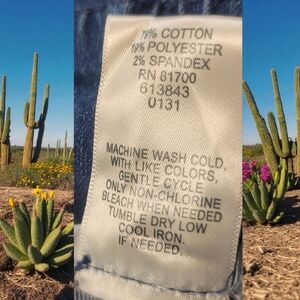 79% COTTON
19% POLYESTER
2% SPANDEX
RN 81700
613843
0131
MACHINE WASH COLD.
WITH LIKE COLORS.
GENTLE CYCLE
ONLY NON-CHLORINE
BLEACH WHEN NEEDED
TUMBLE DRY LOW
COOL IRON.
IF NEEDED.